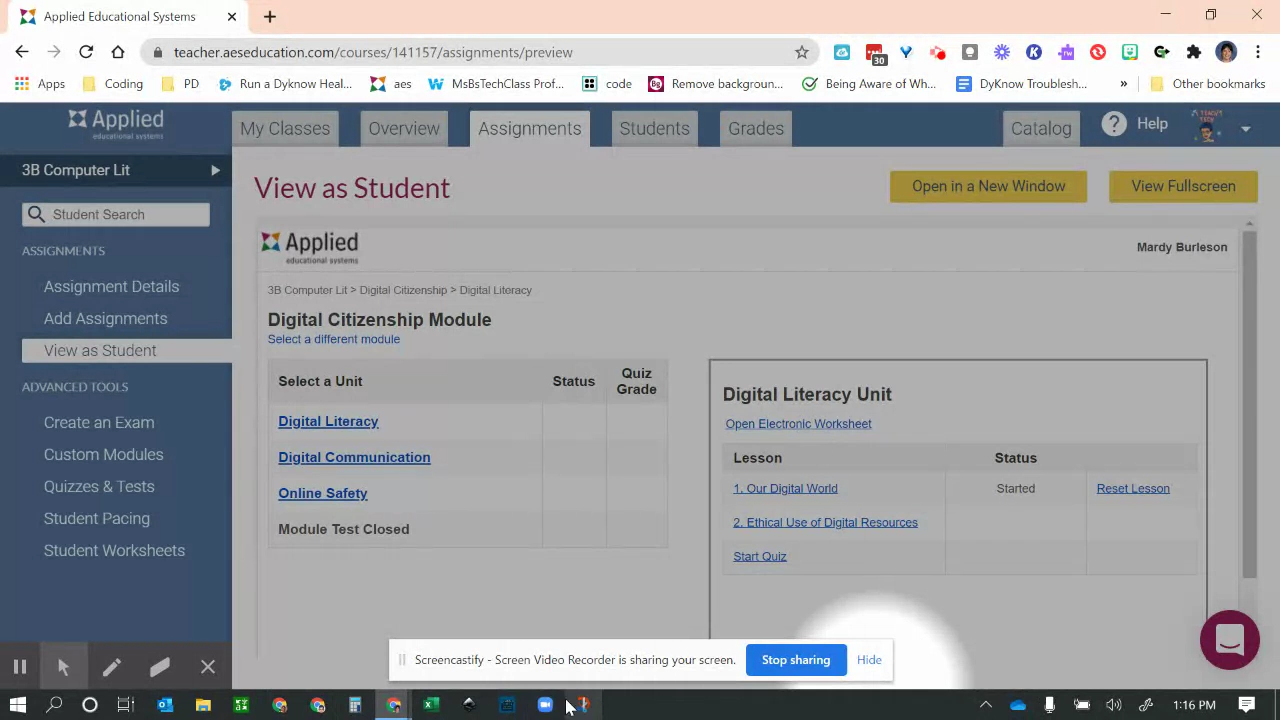 Applied Educational Systems
teacher.aeseducation.com/courses/141157/assignments/preview
30
Apps
Coding
PD
Ruta Dyknow Heal...
aes
MsBsTechClassProf...
code
Remove backgroun...
Being Aware of Wh...
DyKnow Troublesh...
»
Other bookmarks
Applied
educational systems
My Classes
Overview
Assignments
Students
Grades
Catalog
Help
3B Computer Lit
Student Search
ASSIGNMENTS
Assignment Details
Add Assignments
View as Student
ADVANCED TOOLS
Create an Exam
Custom Modules
Quizzes & Tests
Student Pacing
Student Worksheets
View as Student
Open in a New Window
View Fullscreen
Applied
educational systems
Mardy Burleson
3B Computer Lit > Digital Citizenship > Digital Literacy
Digital Citizenship Module
Select a different module
Select a Unit
Status
Quiz
Grade
Digital Literacy
Digital Communication
Online Safety
Module Test Closed
Digital Literacy Unit
Open Electronic Worksheet
Lesson
Status
1. Our Digital World
Started
Reset Lesson
2. Ethical Use of Digital Resources
Start Quiz
Screencastify - Screen Video Recorder is sharing your screen.
Stop sharing
Hide
1:16 PM